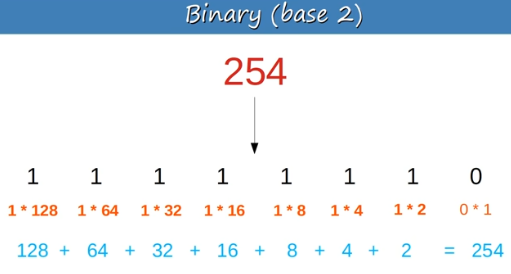 Binary (base 2)
254
1 1 1 1 1 1 1 0
1 * 128 1 * 64 1 * 32 1 * 16 1 * 8 1 * 4 1 * 2 0 * 1
128 + 64 + 32 + 16 + 8 + 4 + 2 = 254